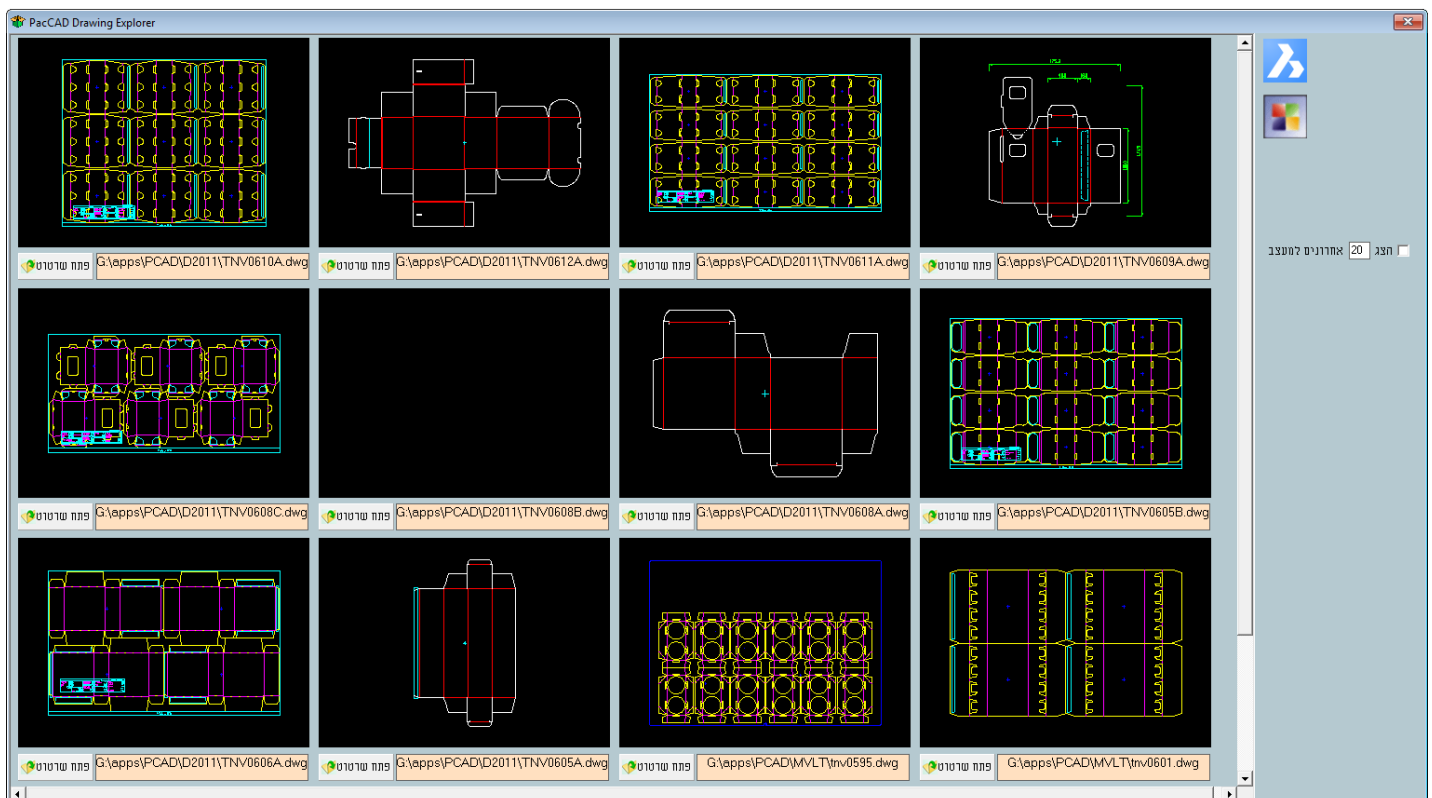 PacCAD Drawing Explorer
פתח שרטוט G:\apps\PCAD\D2011\TNV0610A.dwg
פתח שרטוט G:\apps\PCAD\D2011\TNV0612A.dwg
פתח שרטוט G:\apps\PCAD\D2011\TNV0611A.dwg
פתח שרטוט G:\apps\PCAD\D2011\TNV0609A.dwg
הצג 20 אחרונים למעצב
פתח שרטוט G:\apps\PCAD\D2011\TNV0608C.dwg
פתח שרטוט G:\apps\PCAD\D2011\TNV0608B.dwg
פתח שרטוט G:\apps\PCAD\D2011\TNV0608A.dwg
פתח שרטוט G:\apps\PCAD\D2011\TNV0605B.dwg
פתח שרטוט G:\apps\PCAD\D2011\TNV0606A.dwg
פתח שרטוט G:\apps\PCAD\D2011\TNV0605A.dwg
פתח שרטוט G:\apps\PCAD\MVLT\tnv0595.dwg
פתח שרטוט G:\apps\PCAD\MVLT\tnv0601.dwg